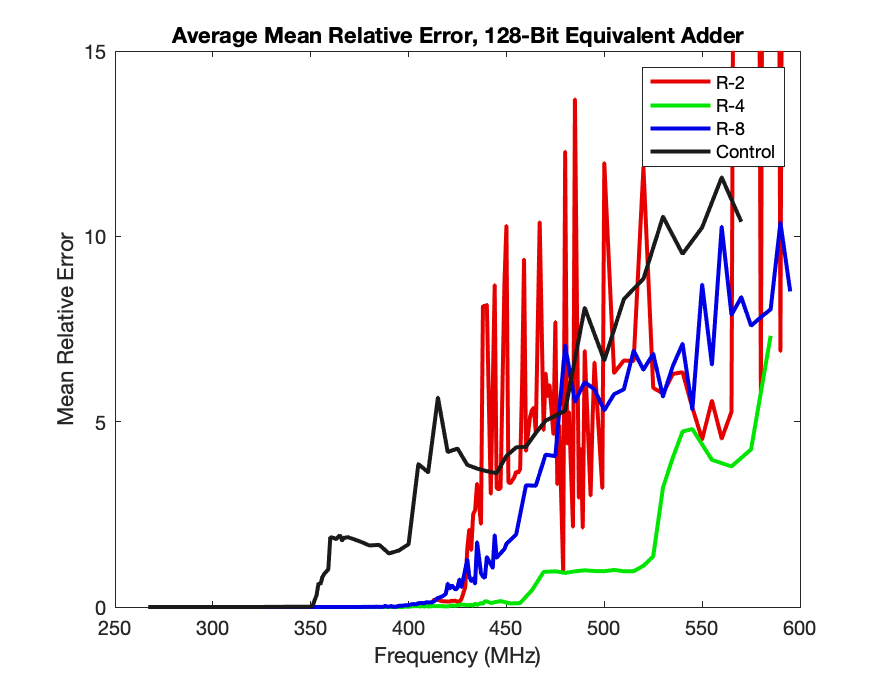 Average Mean Relative Error, 128-Bit Equivalent Adder
15
10
5
0
Mean Relative Error
R-2
R-4
R-8
Control
250 300 350 400 450 500 550 600
Frequency (MHz)